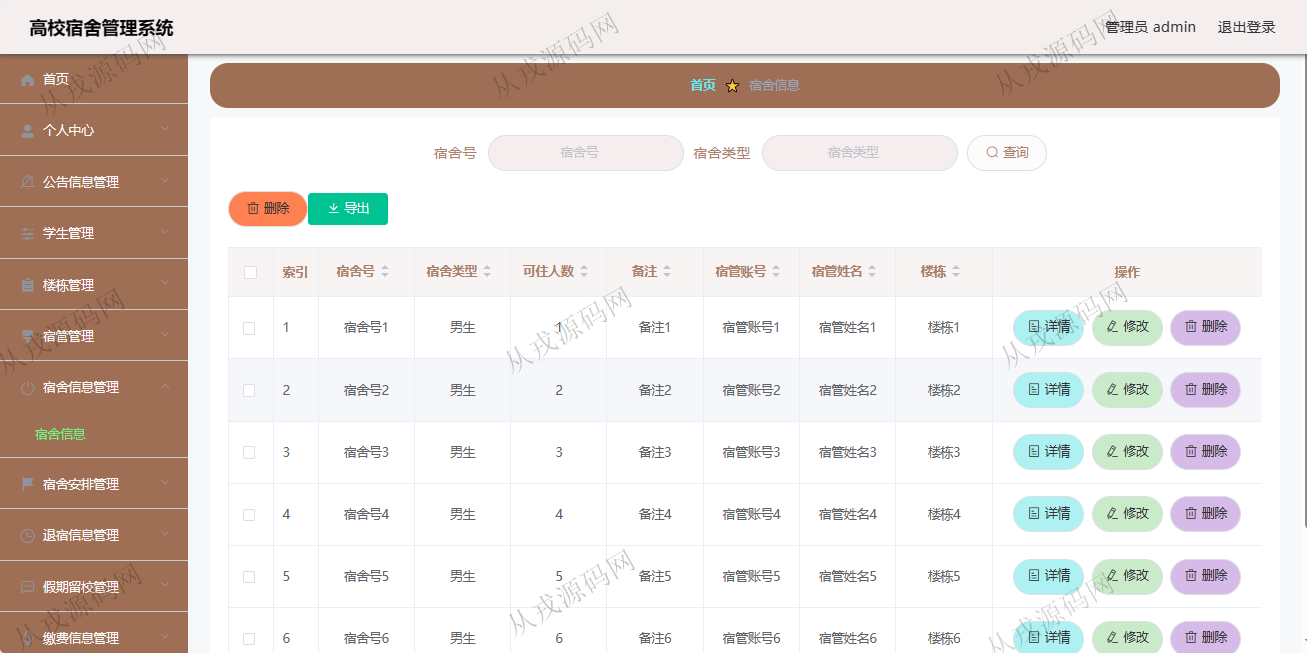 高校宿舍管理系统
管理员 admin 退出登录
首页
个人中心
公告信息管理
学生管理
楼栋管理
宿管管理
宿舍信息管理
宿舍信息
宿舍安排管理
退宿信息管理
假期留校管理
缴费信息管理
首页 宿舍信息
宿舍号 宿舍号 宿舍类型 宿舍类型 查询
删除 导出
索引 宿舍号 宿舍类型 可住人数 备注 宿管账号 宿管姓名 楼栋 操作
1 宿舍号1 男生 1 备注1 宿管账号1 宿管姓名1 楼栋1 详情 修改 删除
2 宿舍号2 男生 2 备注2 宿管账号2 宿管姓名2 楼栋2 详情 修改 删除
3 宿舍号3 男生 3 备注3 宿管账号3 宿管姓名3 楼栋3 详情 修改 删除
4 宿舍号4 男生 4 备注4 宿管账号4 宿管姓名4 楼栋4 详情 修改 删除
5 宿舍号5 男生 5 备注5 宿管账号5 宿管姓名5 楼栋5 详情 修改 删除
6 宿舍号6 男生 6 备注6 宿管账号6 宿管姓名6 楼栋6 详情 修改 删除
从戎源码网
从戎源码网
从戎源码网
从戎源码网
从戎源码网
从戎源码网
从戎源码网
从戎源码网
从戎源码网